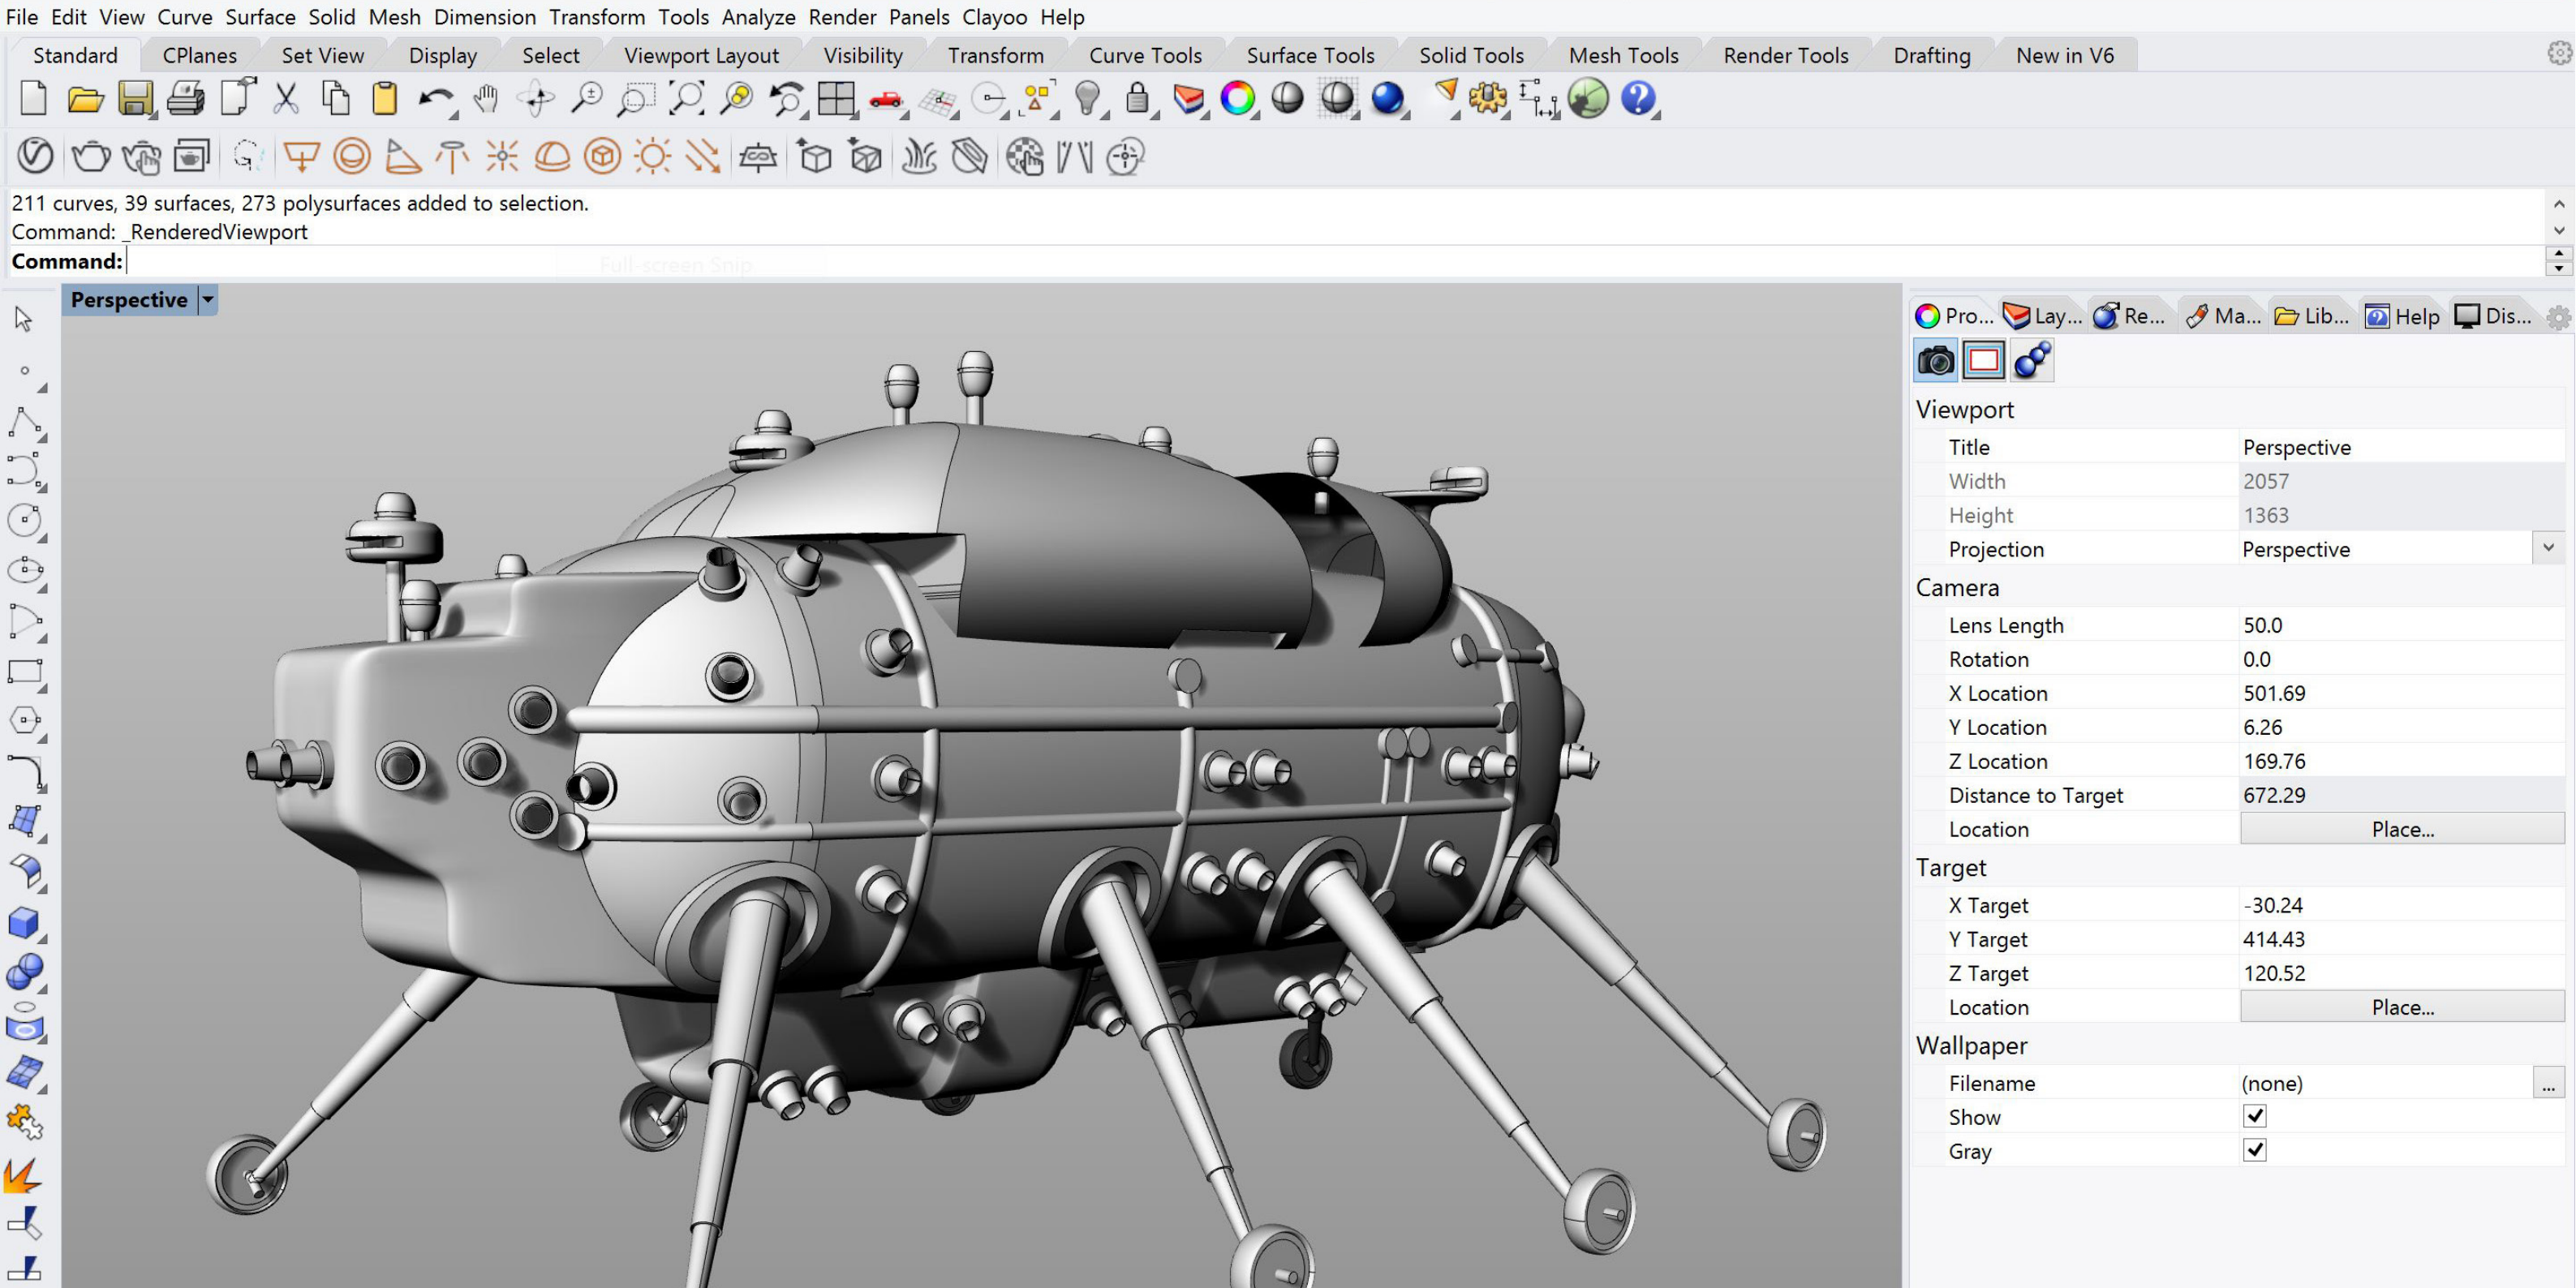 File Edit View Curve Surface Solid Mesh Dimension Transform Tools Analyze Render Panels Clayoo Help
Standard CPlanes Set View Display Select Viewport Layout Visibility Transform Curve Tools Surface Tools Solid Tools Mesh Tools Render Tools Drafting New in V6
211 curves, 39 surfaces, 273 polysurfaces added to selection.
Command: _RenderedViewport
Command:
Full-screen Snip
Perspective
Pro... Lay... Re... Ma... Lib... Help Dis...
Viewport
Title Perspective
Width 2057
Height 1363
Projection Perspective
Camera
Lens Length 50.0
Rotation 0.0
X Location 501.69
Y Location 6.26
Z Location 169.76
Distance to Target 672.29
Location Place...
Target
X Target -30.24
Y Target 414.43
Z Target 120.52
Location Place...
Wallpaper
Filename (none) ...
Show
Gray